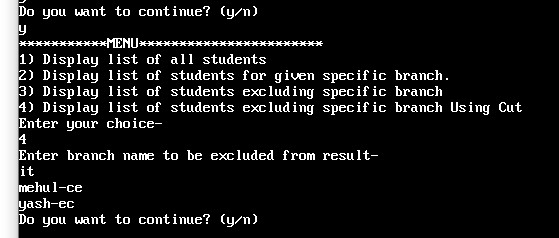 y
Do you want to continue? (y/n)
y
***********MENU***********************
1) Display list of all students
2) Display list of students for given specific branch.
3) Display list of students excluding specific branch
4) Display list of students excluding specific branch Using Cut
Enter your choice-
4
Enter branch name to be excluded from result-
it
mehul-ce
yash-ec
Do you want to continue? (y/n)